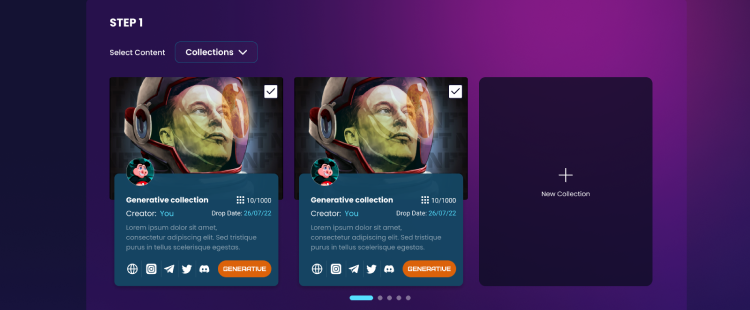 STEP 1
Select Content
Collections
Generative collection
10/1000
Creator: You
Drop Date: 26/07/22
Lorem ipsum dolor sit amet,
consectetur adipiscing elit. Sed tristique
purus in tellus scelerisque egestas.
GENERATIVE
Generative collection
10/1000
Creator: You
Drop Date: 26/07/22
Lorem ipsum dolor sit amet,
consectetur adipiscing elit. Sed tristique
purus in tellus scelerisque egestas.
GENERATIVE
New Collection